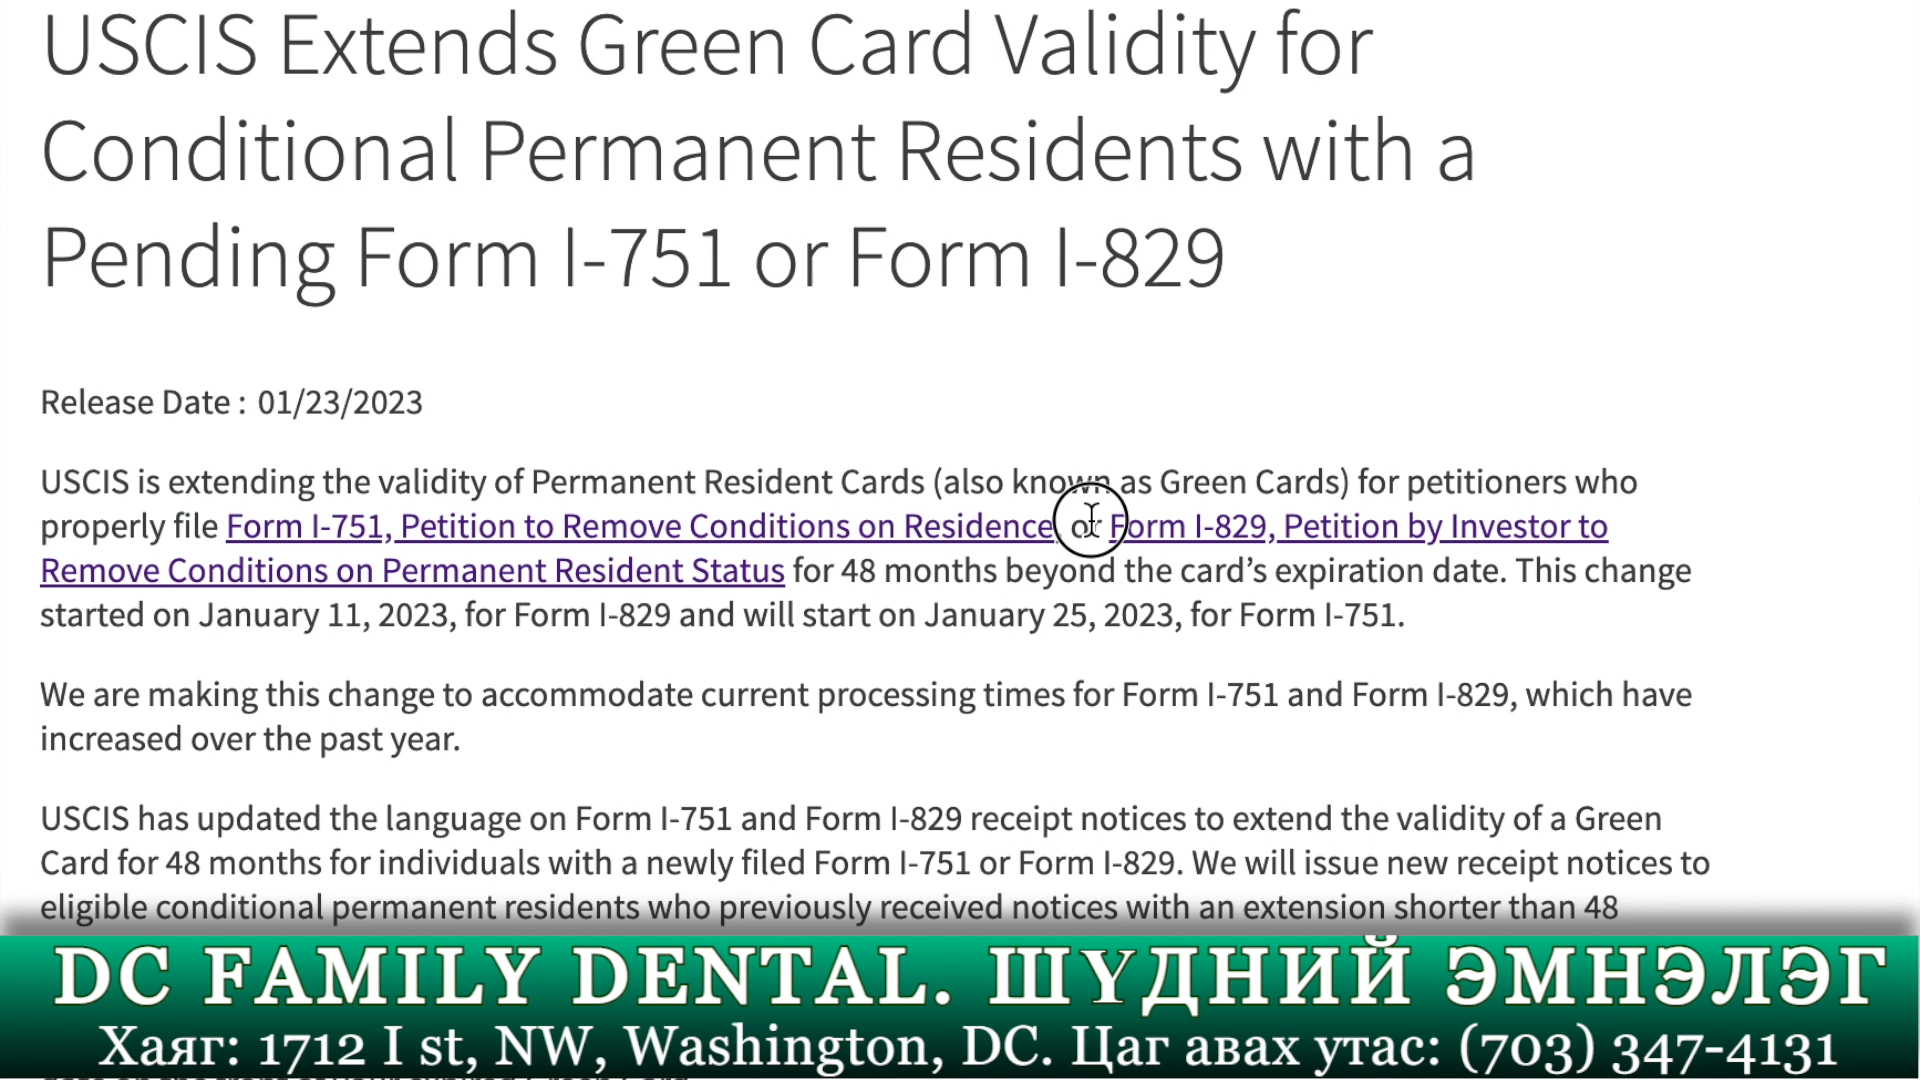 USCIS Extends Green Card Validity for
Conditional Permanent Residents with a
Pending Form I-751 or Form I-829
Release Date : 01/23/2023
USCIS is extending the validity of Permanent Resident Cards (also known as Green Cards) for petitioners who
properly file Form I-751, Petition to Remove Conditions on Residence, or Form I-829, Petition by Investor to
Remove Conditions on Permanent Resident Status for 48 months beyond the card’s expiration date. This change
started on January 11, 2023, for Form I-829 and will start on January 25, 2023, for Form I-751.
We are making this change to accommodate current processing times for Form I-751 and Form I-829, which have
increased over the past year.
USCIS has updated the language on Form I-751 and Form I-829 receipt notices to extend the validity of a Green
Card for 48 months for individuals with a newly filed Form I-751 or Form I-829. We will issue new receipt notices to
eligible conditional permanent residents who previously received notices with an extension shorter than 48
DC FAMILY DENTAL. ШҮДНИЙ ЭМНЭЛЭГ
Хаяг: 1712 I st, NW, Washington, DC. Цаг авах утас: (703) 347-4131